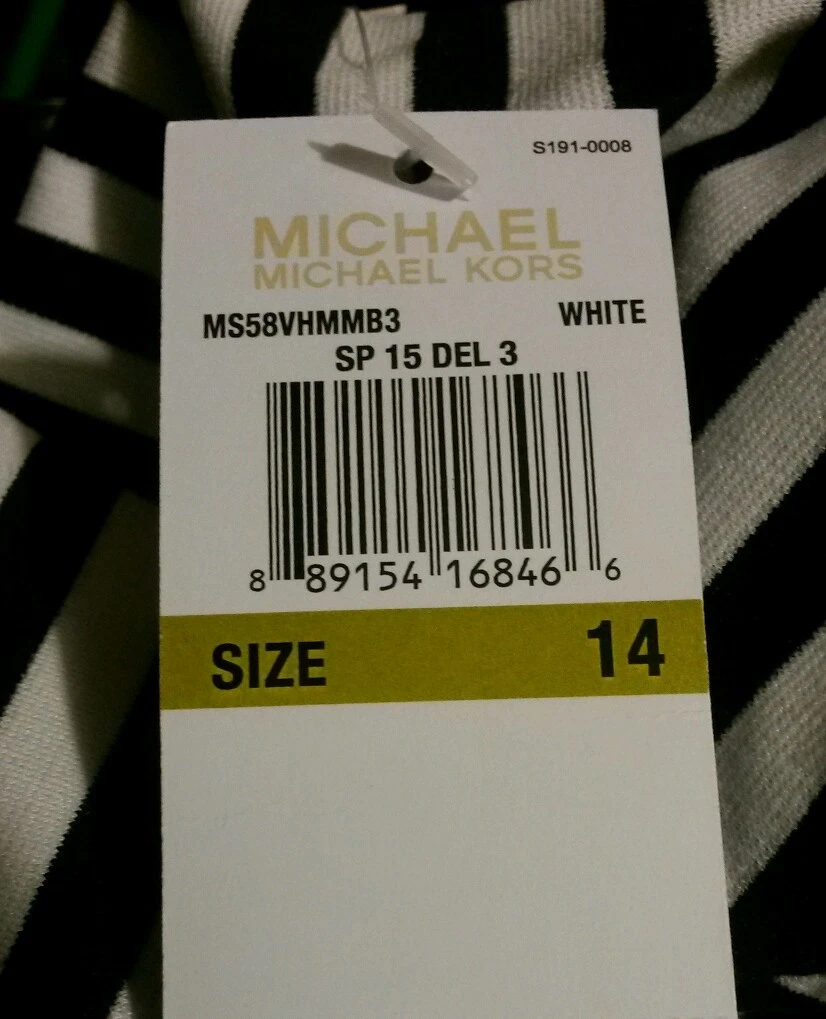 S191-0008
MICHAEL
MICHAEL KORS
MS58VHMMB3 WHITE
SP 15 DEL 3
8 89154 16846 6
SIZE 14